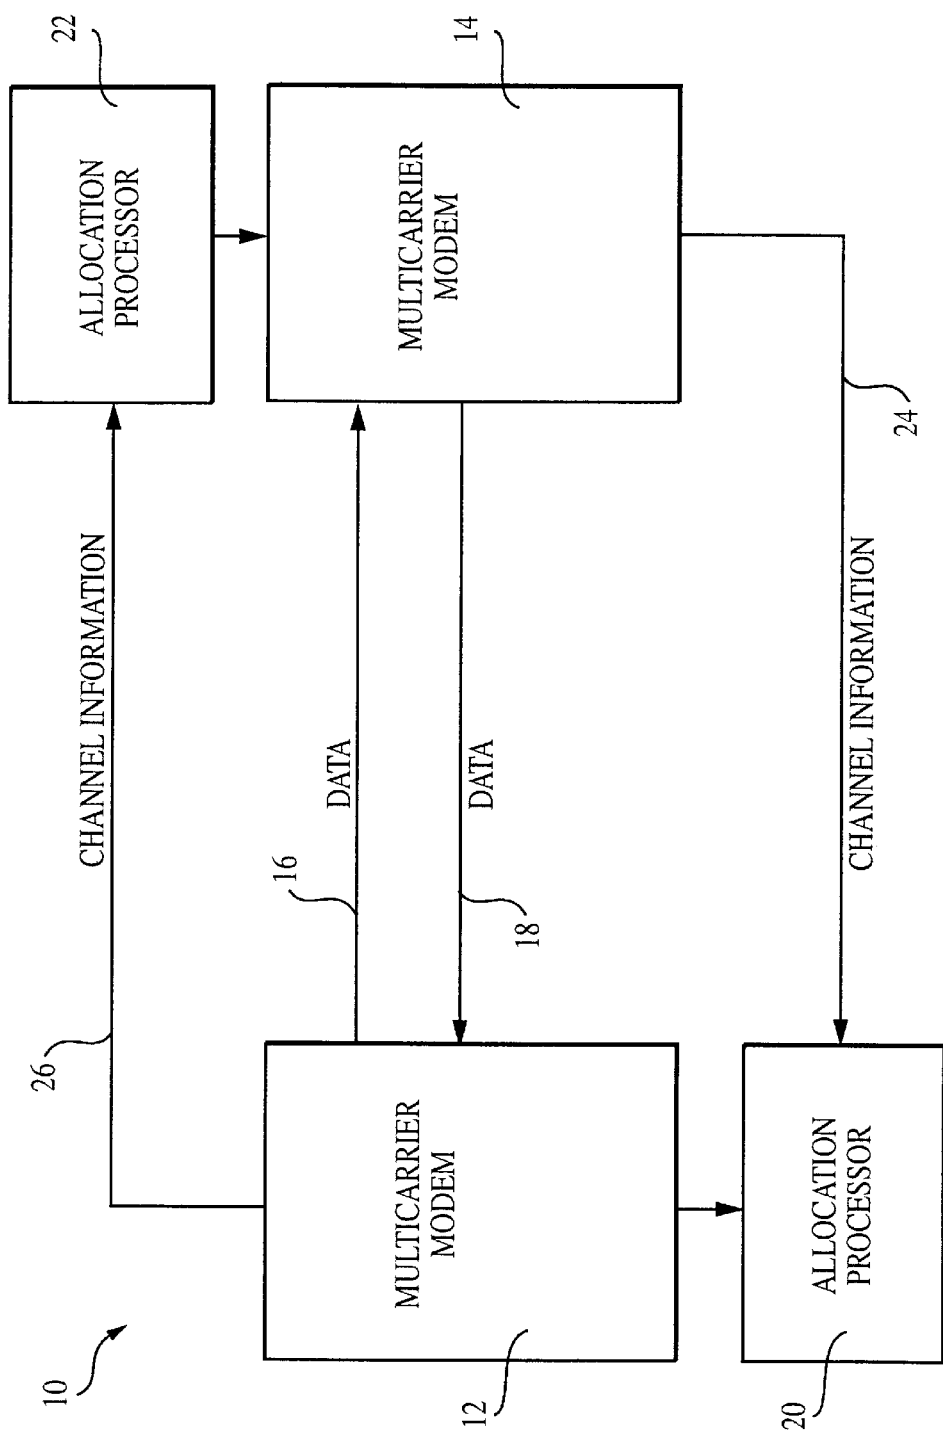 10
26
CHANNEL INFORMATION
ALLOCATION
PROCESSOR
22
16
DATA
MULTICARRIER
MODEM
12
MULTICARRIER
MODEM
14
DATA
18
ALLOCATION
PROCESSOR
20
CHANNEL INFORMATION
24